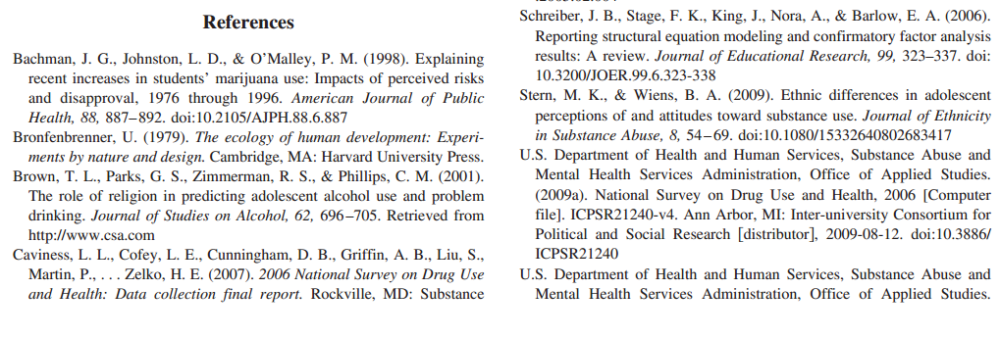 References
Bachman, J. G., Johnston, L. D., & O’Malley, P. M. (1998). Explaining
recent increases in students’ marijuana use: Impacts of perceived risks
and disapproval, 1976 through 1996. American Journal of Public
Health, 88, 887–892. doi:10.2105/AJPH.88.6.887
Bronfenbrenner, U. (1979). The ecology of human development: Experi-
ments by nature and design. Cambridge, MA: Harvard University Press.
Brown, T. L., Parks, G. S., Zimmerman, R. S., & Phillips, C. M. (2001).
The role of religion in predicting adolescent alcohol use and problem
drinking. Journal of Studies on Alcohol, 62, 696–705. Retrieved from
http://www.csa.com
Caviness, L. L., Cofey, L. E., Cunningham, D. B., Griffin, A. B., Liu, S.,
Martin, P., . . . Zelko, H. E. (2007). 2006 National Survey on Drug Use
and Health: Data collection final report. Rockville, MD: Substance
Schreiber, J. B., Stage, F. K., King, J., Nora, A., & Barlow, E. A. (2006).
Reporting structural equation modeling and confirmatory factor analysis
results: A review. Journal of Educational Research, 99, 323–337. doi:
10.3200/JOER.99.6.323-338
Stern, M. K., & Wiens, B. A. (2009). Ethnic differences in adolescent
perceptions of and attitudes toward substance use. Journal of Ethnicity
in Substance Abuse, 8, 54–69. doi:10.1080/15332640802683417
U.S. Department of Health and Human Services, Substance Abuse and
Mental Health Services Administration, Office of Applied Studies.
(2009a). National Survey on Drug Use and Health, 2006 [Computer
file]. ICPSR21240-v4. Ann Arbor, MI: Inter-university Consortium for
Political and Social Research [distributor], 2009-08-12. doi:10.3886/
ICPSR21240
U.S. Department of Health and Human Services, Substance Abuse and
Mental Health Services Administration, Office of Applied Studies.